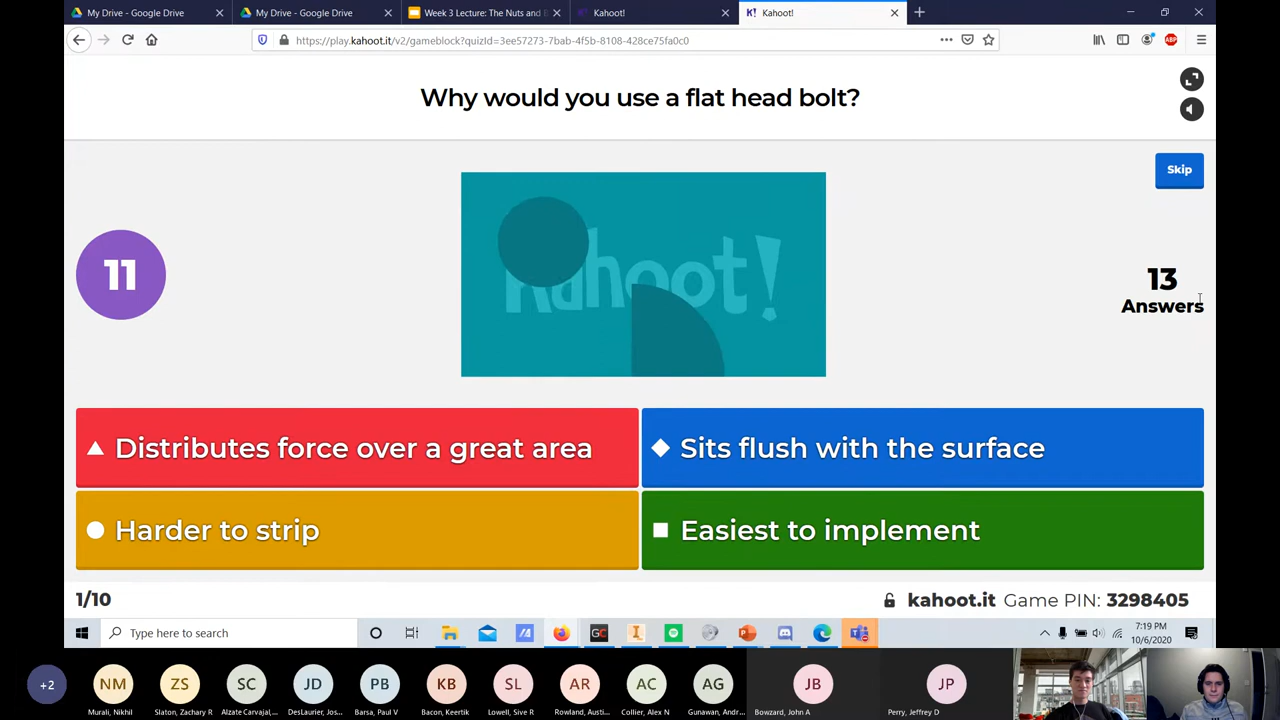 My Drive - Google Drive
My Drive - Google Drive
Week 3 Lecture: The Nuts and B
Kahoot!
K! Kahoot!
https://play.kahoot.it/v2/gameblock?quizId=3ee57273-7bab-4f5b-8108-428ce75fa0c0
ABP
Why would you use a flat head bolt?
Skip
11
Kahoot!
13
Answers
Distributes force over a great area
Sits flush with the surface
Harder to strip
Easiest to implement
1/10
kahoot.it Game PIN: 3298405
Type here to search
GC
7:19 PM
10/6/2020
+2
NM
ZS
SC
JD
PB
KB
SL
AR
AC
AG
JB
JP
Murali, Nikhil
Slaton, Zachary R
Alzate Carvajal,...
DesLaurier, Jos...
Barsa, Paul V
Bacon, Keertik
Lowell, Sive R
Rowland, Austi...
Collier, Alex N
Gunawan, Andr...
Bowzard, John A
Perry, Jeffrey D